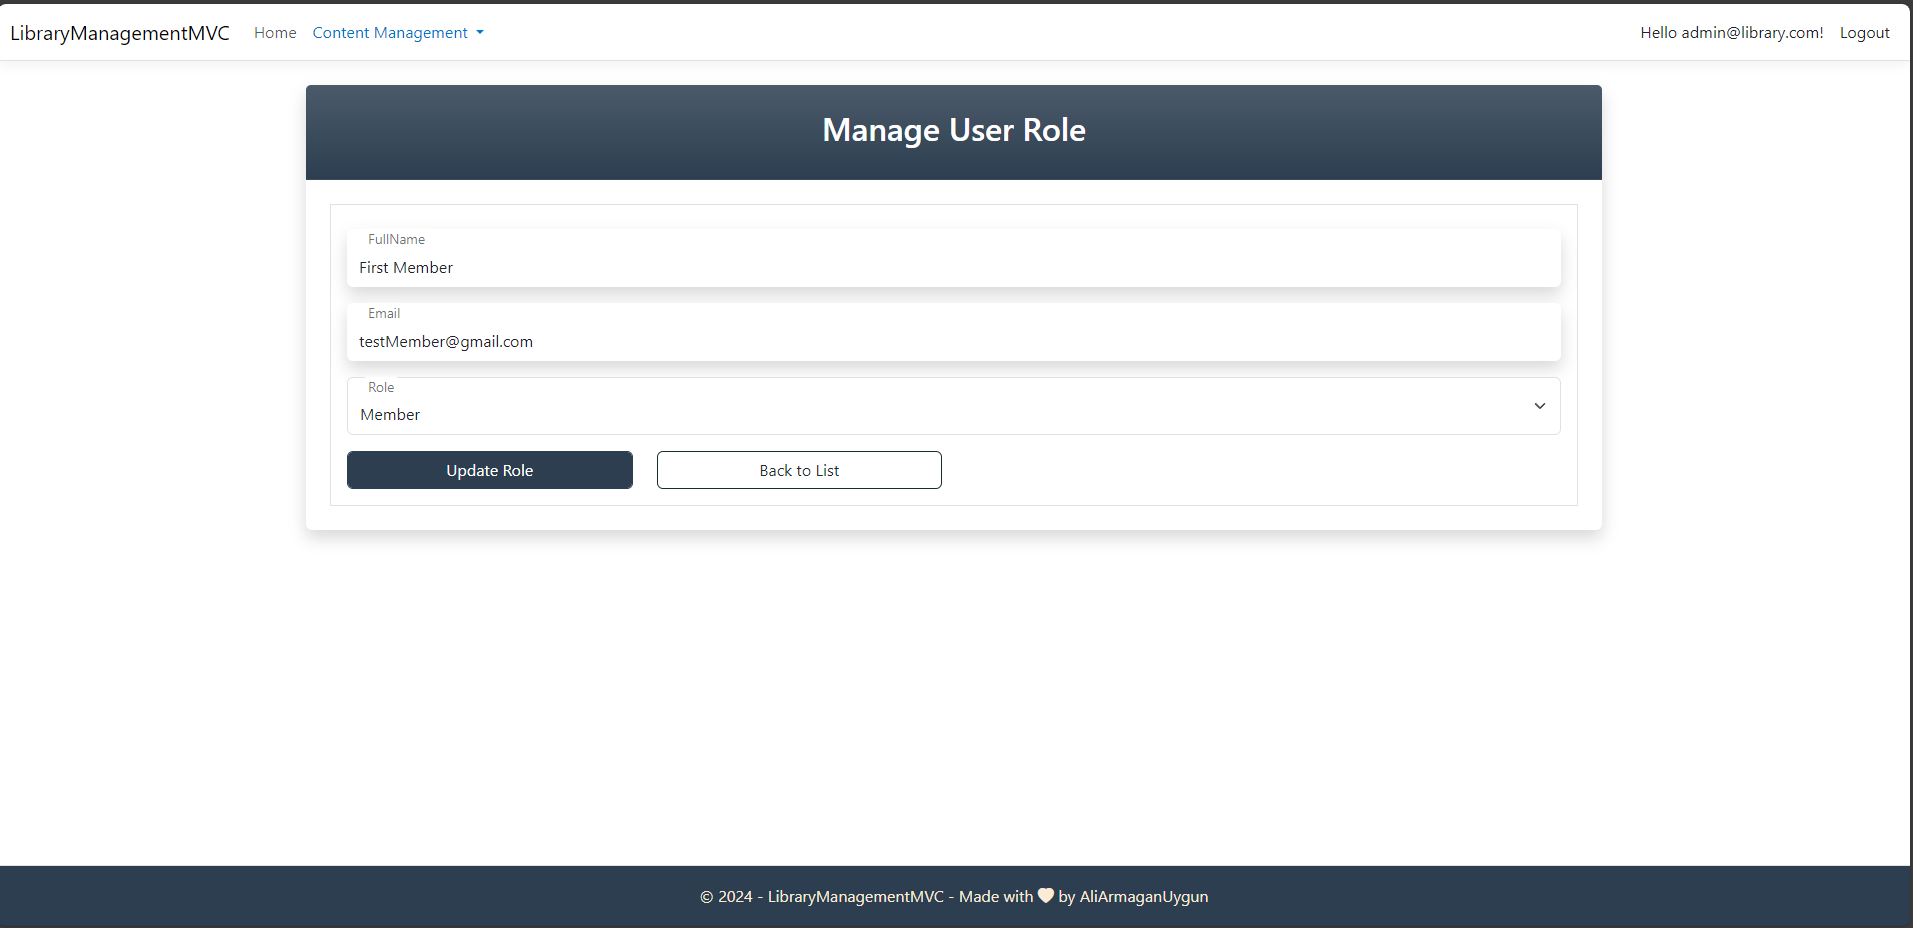 LibraryManagementMVC Home Content Management Hello admin@library.com! Logout
Manage User Role
FullName
First Member
Email
testMember@gmail.com
Role
Member
Update Role Back to List
© 2024 - LibraryManagementMVC - Made with by AliArmaganUygun